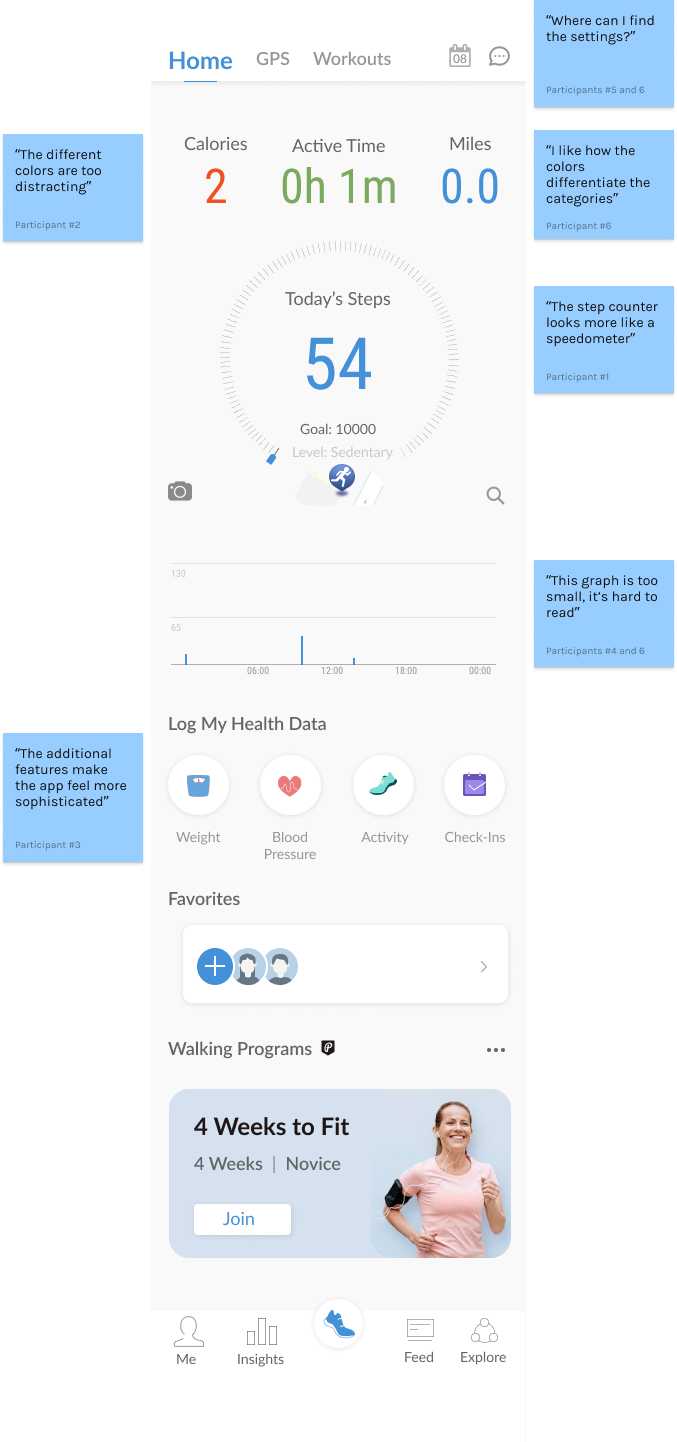 Home
GPS
Workouts
08
"Where can I find
the settings?"
Participants #5 and 6
"The different
colors are too
distracting"
Participant #2
Calories
Active Time
Miles
2
0h 1m
0.0
"I like how the
colors
differentiate the
categories"
Participant #6
Today's Steps
54
Goal: 10000
Level: Sedentary
"The step counter
looks more like a
speedometer"
Participant #1
130
65
06:00
12:00
18:00
00:00
"This graph is too
small, it's hard to
read"
Participants #4 and 6
Log My Health Data
Weight
Blood
Pressure
Activity
Check-Ins
"The additional
features make
the app feel more
sophisticated"
Participant #3
Favorites
Walking Programs
4 Weeks to Fit
4 Weeks | Novice
Join
Me
Insights
Feed
Explore